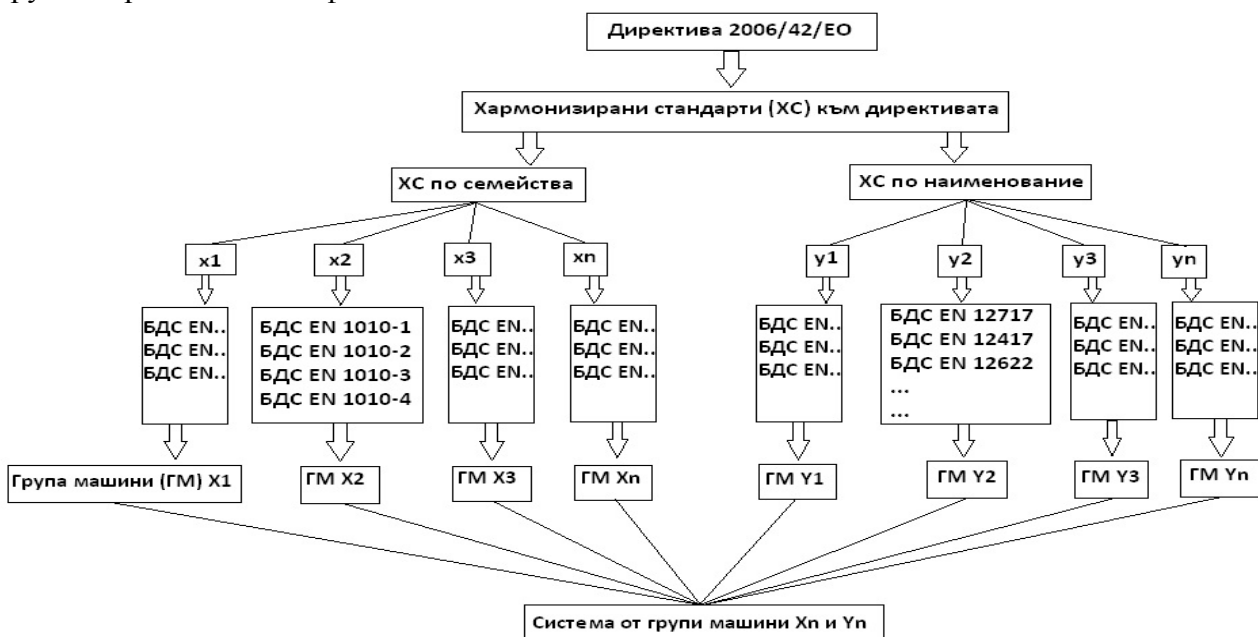 Директива 2006/42/ЕО
Хармонизирани стандарти (ХС) към директивата
ХС по семейства
ХС по наименование
x1
x2
x3
xn
y1
y2
y3
yn
БДС EN..
БДС EN..
БДС EN..
БДС EN 1010-1
БДС EN 1010-2
БДС EN 1010-3
БДС EN 1010-4
БДС EN..
БДС EN..
БДС EN..
БДС EN..
БДС EN..
БДС EN..
БДС EN..
БДС EN..
БДС EN..
БДС EN 12717
БДС EN 12417
БДС EN 12622
...
...
БДС EN..
БДС EN..
БДС EN..
БДС EN..
БДС EN..
БДС EN..
Група машини (ГМ) X1
ГМ X2
ГМ X3
ГМ Xn
ГМ Y1
ГМ Y2
ГМ Y3
ГМ Yn
Система от групи машини Xn и Yn